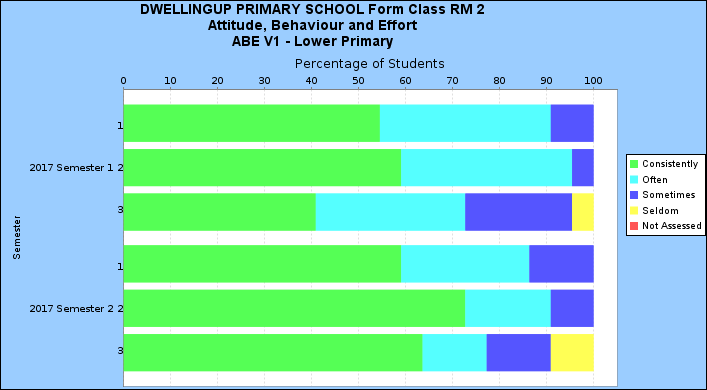 DWELLINGUP PRIMARY SCHOOL Form Class RM 2
Attitude, Behaviour and Effort
ABE V1 - Lower Primary
Percentage of Students
0 10 20 30 40 50 60 70 80 90 100
1
2017 Semester 1 2
3
1
2017 Semester 2 2
3
Semester
Consistently
Often
Sometimes
Seldom
Not Assessed